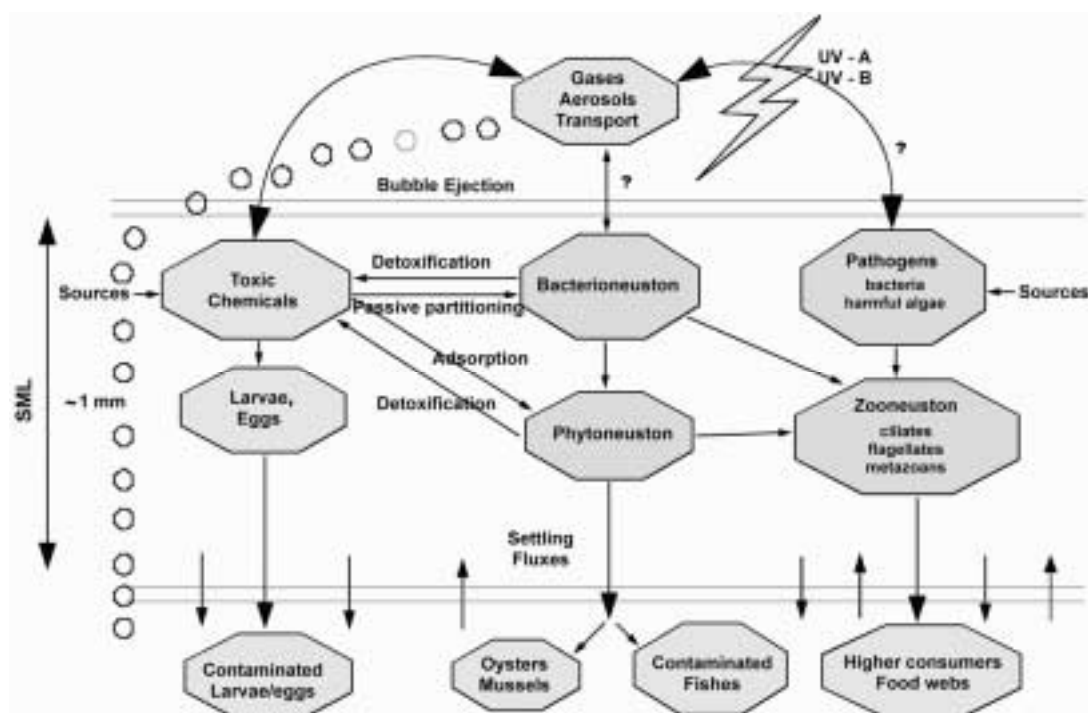 UV - A
UV - B
Gases
Aerosols
Transport
?
Bubble Ejection
?
Toxic
Chemicals
Detoxification
Bacterioneuston
Pathogens
bacteria
harmful algae
Sources
Passive partitioning
Sources
Adsorption
SML
~1 mm
Larvae,
Eggs
Detoxification
Phytoneuston
Zooneuston
ciliates
flagellates
metazoans
Settling
Fluxes
Contaminated
Larvae/eggs
Oysters
Mussels
Contaminated
Fishes
Higher consumers
Food webs